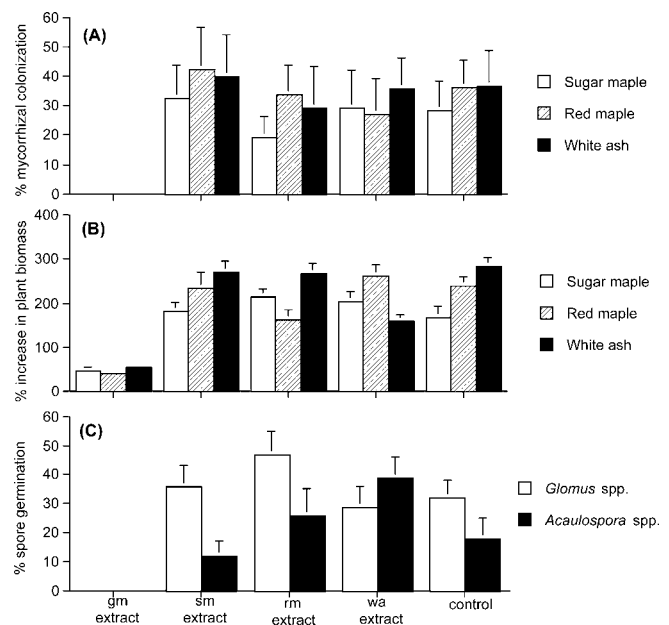 60
50
40
30
20
10
0
% mycorrhizal colonization
(A)
Sugar maple
Red maple
White ash
400
300
200
100
0
% increase in plant biomass
(B)
Sugar maple
Red maple
White ash
60
50
40
30
20
10
0
% spore germination
(C)
Glomus spp.
Acaulospora spp.
gm extract
sm extract
rm extract
wa extract
control